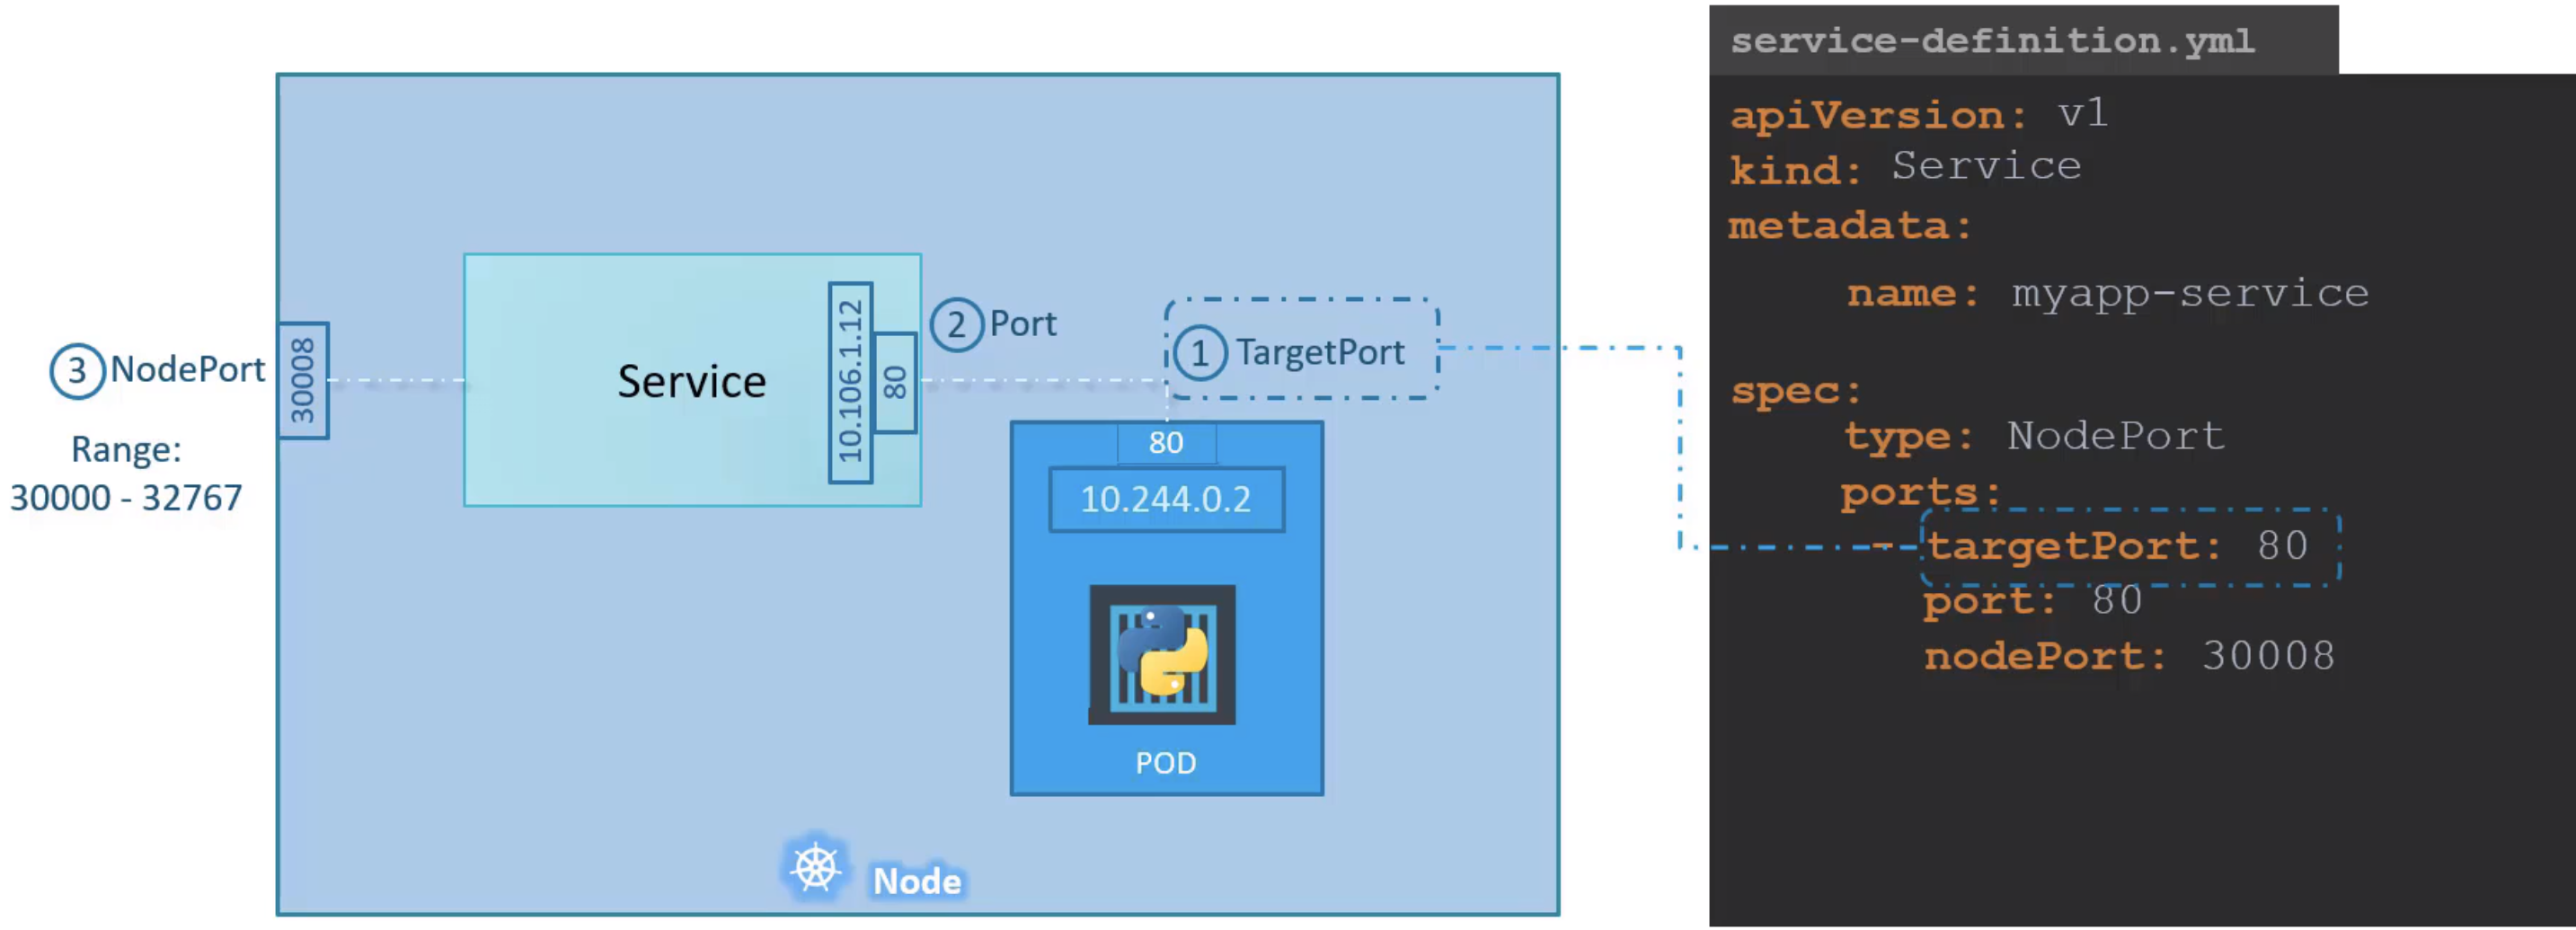 3 NodePort
Range:
30000 - 32767
30008
Service
10.106.1.12
80
2 Port
1 TargetPort
80
10.244.0.2
POD
Node
service-definition.yml
apiVersion: v1
kind: Service
metadata:
name: myapp-service
spec:
type: NodePort
ports:
- targetPort: 80
port: 80
nodePort: 30008